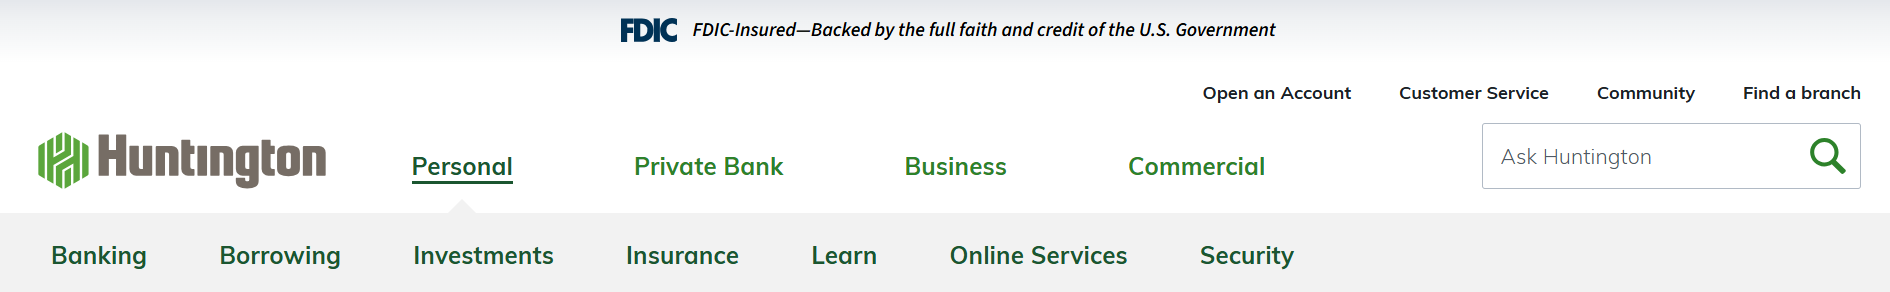 FDIC FDIC-Insured—Backed by the full faith and credit of the U.S. Government
Open an Account Customer Service Community Find a branch
Huntington Personal Private Bank Business Commercial Ask Huntington
Banking Borrowing Investments Insurance Learn Online Services Security